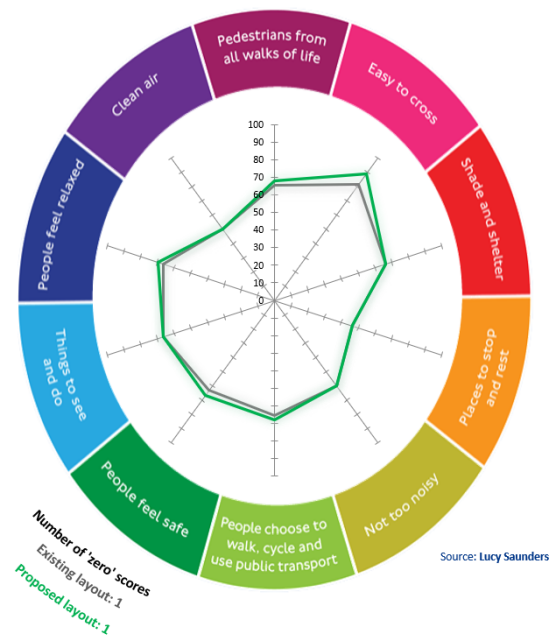 Pedestrians from
all walks of life
Easy to cross
Shade and shelter
Places to stop
and rest
Not too noisy
People choose to
walk, cycle and
use public transport
People feel safe
Things to see
and do
People feel relaxed
Clean air
100
90
80
70
60
50
40
30
20
10
0
Number of 'zero' scores
Existing layout: 1
Proposed layout: 1
Source: Lucy Saunders